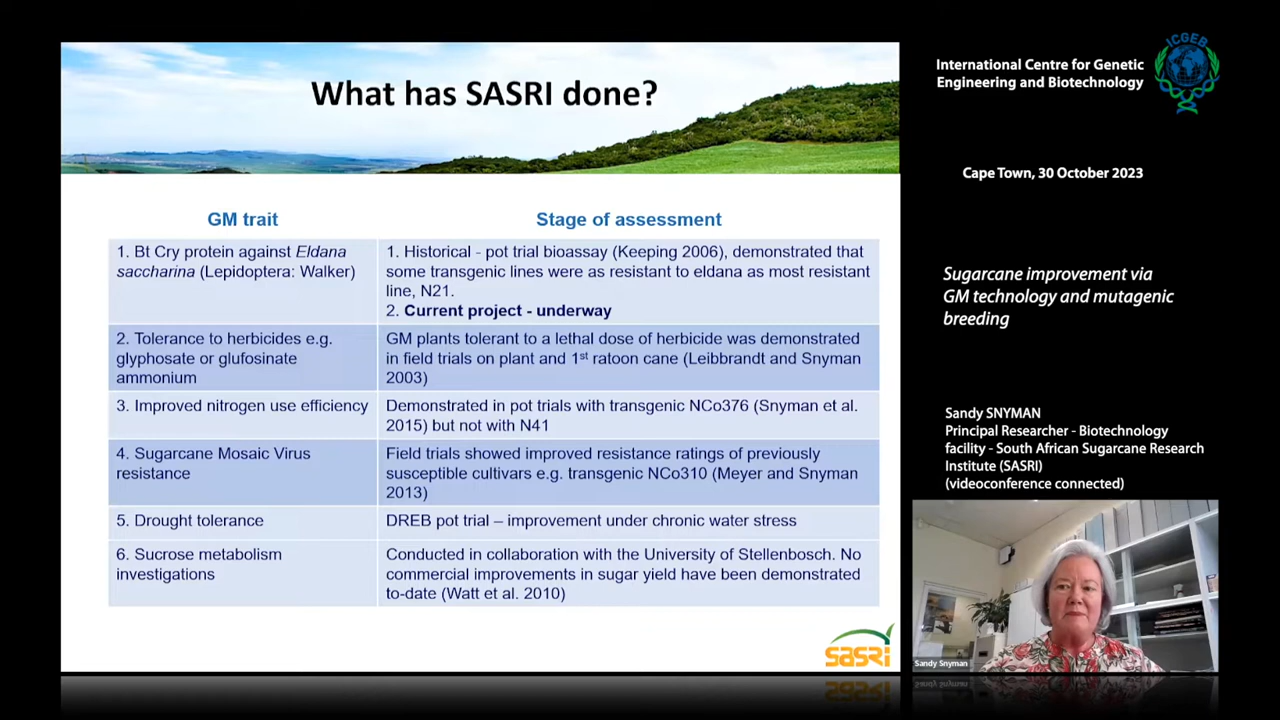 What has SASRI done?
GM trait
Stage of assessment
1. Bt Cry protein against Eldana
saccharina (Lepidoptera: Walker)
1. Historical - pot trial bioassay (Keeping 2006), demonstrated that
some transgenic lines were as resistant to eldana as most resistant
line, N21.
2. Current project - underway
2. Tolerance to herbicides e.g.
glyphosate or glufosinate
ammonium
GM plants tolerant to a lethal dose of herbicide was demonstrated
in field trials on plant and 1st ratoon cane (Leibbrandt and Snyman
2003)
3. Improved nitrogen use efficiency
Demonstrated in pot trials with transgenic NCo376 (Snyman et al.
2015) but not with N41
4. Sugarcane Mosaic Virus
resistance
Field trials showed improved resistance ratings of previously
susceptible cultivars e.g. transgenic NCo310 (Meyer and Snyman
2013)
5. Drought tolerance
DREB pot trial – improvement under chronic water stress
6. Sucrose metabolism
investigations
Conducted in collaboration with the University of Stellenbosch. No
commercial improvements in sugar yield have been demonstrated
to-date (Watt et al. 2010)
sasri
International Centre for Genetic
Engineering and Biotechnology
ICGEB
Cape Town, 30 October 2023
Sugarcane improvement via
GM technology and mutagenic
breeding
Sandy SNYMAN
Principal Researcher - Biotechnology
facility - South African Sugarcane Research
Institute (SASRI)
(videoconference connected)
Sandy Snyman